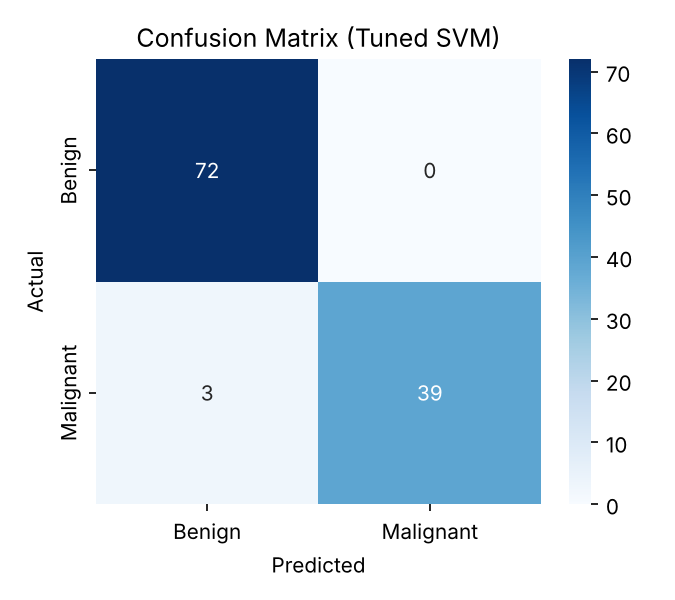 Confusion Matrix (Tuned SVM)
Actual
Benign
72
0
Malignant
3
39
Benign
Malignant
Predicted
70
60
50
40
30
20
10
0